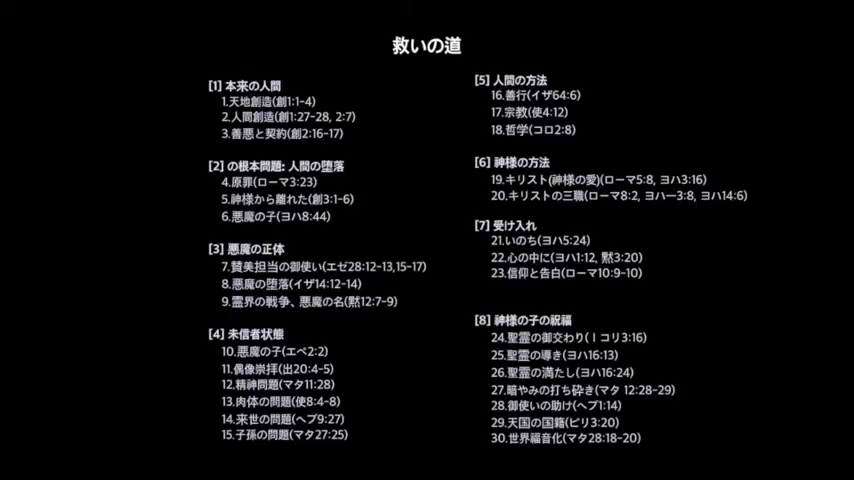 救いの道
[1] 本来の人間
1.天地創造(創1:1-4)
2.人間創造(創1:27-28, 2:7)
3.善悪と契約(創2:16-17)
[2] の根本問題: 人間の堕落
4.原罪(ローマ3:23)
5.神様から離れた(創3:1-6)
6.悪魔の子(ヨハ8:44)
[3] 悪魔の正体
7.賛美担当の御使い(エゼ28:12-13,15-17)
8.悪魔の堕落(イザ14:12-14)
9.霊界の戦争、悪魔の名(黙12:7-9)
[4] 未信者状態
10.悪魔の子(エペ2:2)
11.偶像崇拝(出20:4-5)
12.精神問題(マタ11:28)
13.肉体の問題(使8:4-8)
14.来世の問題(ヘブ9:27)
15.子孫の問題(マタ27:25)
[5] 人間の方法
16.善行(イザ64:6)
17.宗教(使4:12)
18.哲学(コロ2:8)
[6] 神様の方法
19.キリスト(神様の愛)(ローマ5:8, ヨハ3:16)
20.キリストの三職(ローマ8:2, ヨハ一3:8, ヨハ14:6)
[7] 受け入れ
21.いのち(ヨハ5:24)
22.心の中に(ヨハ1:12, 黙3:20)
23.信仰と告白(ローマ10:9-10)
[8] 神様の子の祝福
24.聖霊の御交わり(Ⅰコリ3:16)
25.聖霊の導き(ヨハ16:13)
26.聖霊の満たし(ヨハ16:24)
27.暗やみの打ち砕き(マタ 12:28-29)
28.御使いの助け(ヘブ1:14)
29.天国の国籍(ピリ3:20)
30.世界福音化(マタ28:18-20)